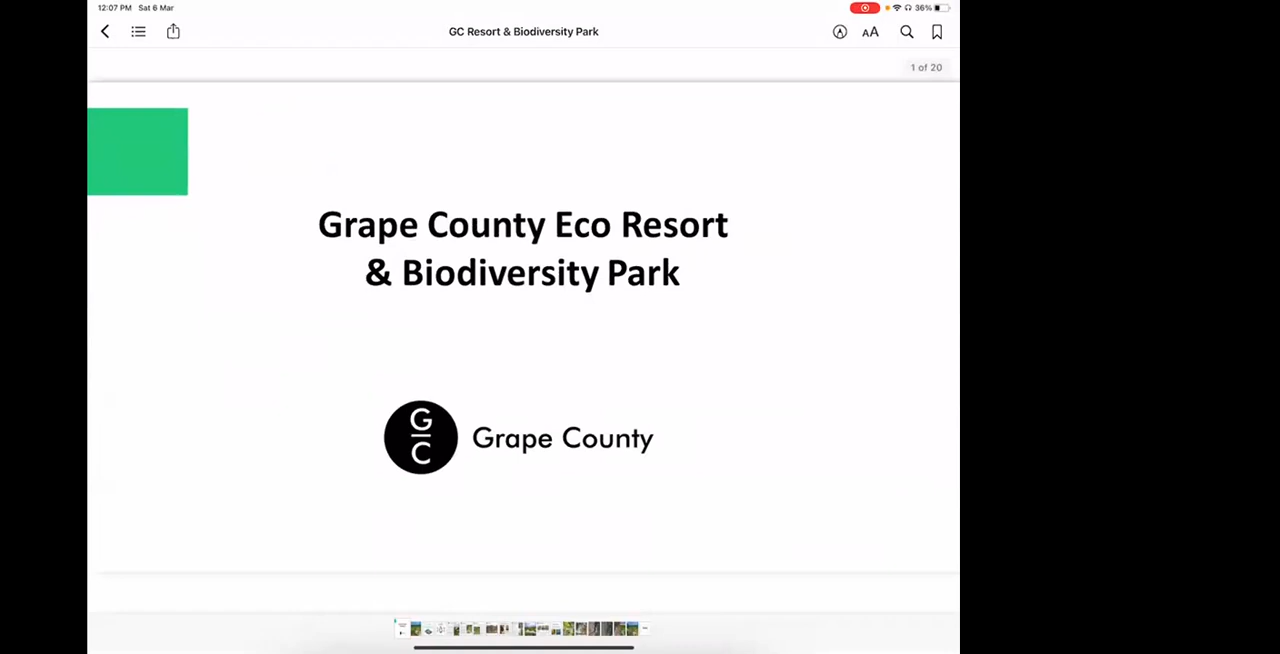 12:07 PM Sat 6 Mar
36%
GC Resort & Biodiversity Park
AA
1 of 20
Grape County Eco Resort
& Biodiversity Park
G
C
Grape County